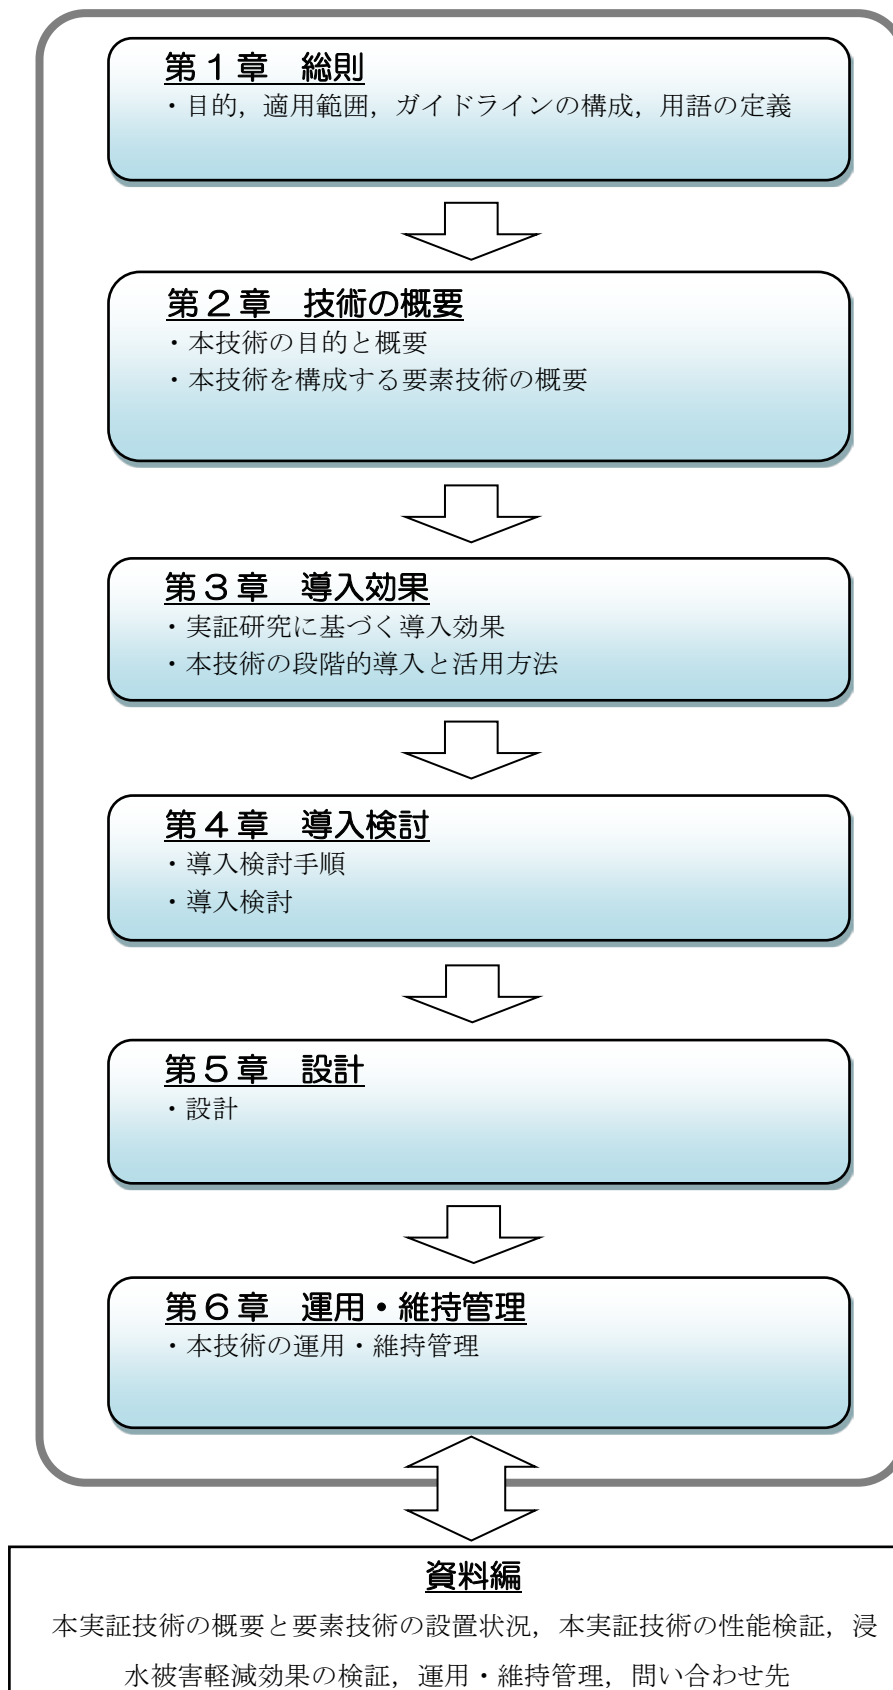 第１章　総則
・目的，適用範囲，ガイドラインの構成，用語の定義
第２章　技術の概要
・本技術の目的と概要
・本技術を構成する要素技術の概要
第３章　導入効果
・実証研究に基づく導入効果
・本技術の段階的導入と活用方法
第４章　導入検討
・導入検討手順
・導入検討
第５章　設計
・設計
第６章　運用・維持管理
・本技術の運用・維持管理
資料編
本実証技術の概要と要素技術の設置状況，本実証技術の性能検証，浸
水被害軽減効果の検証，運用・維持管理，問い合わせ先